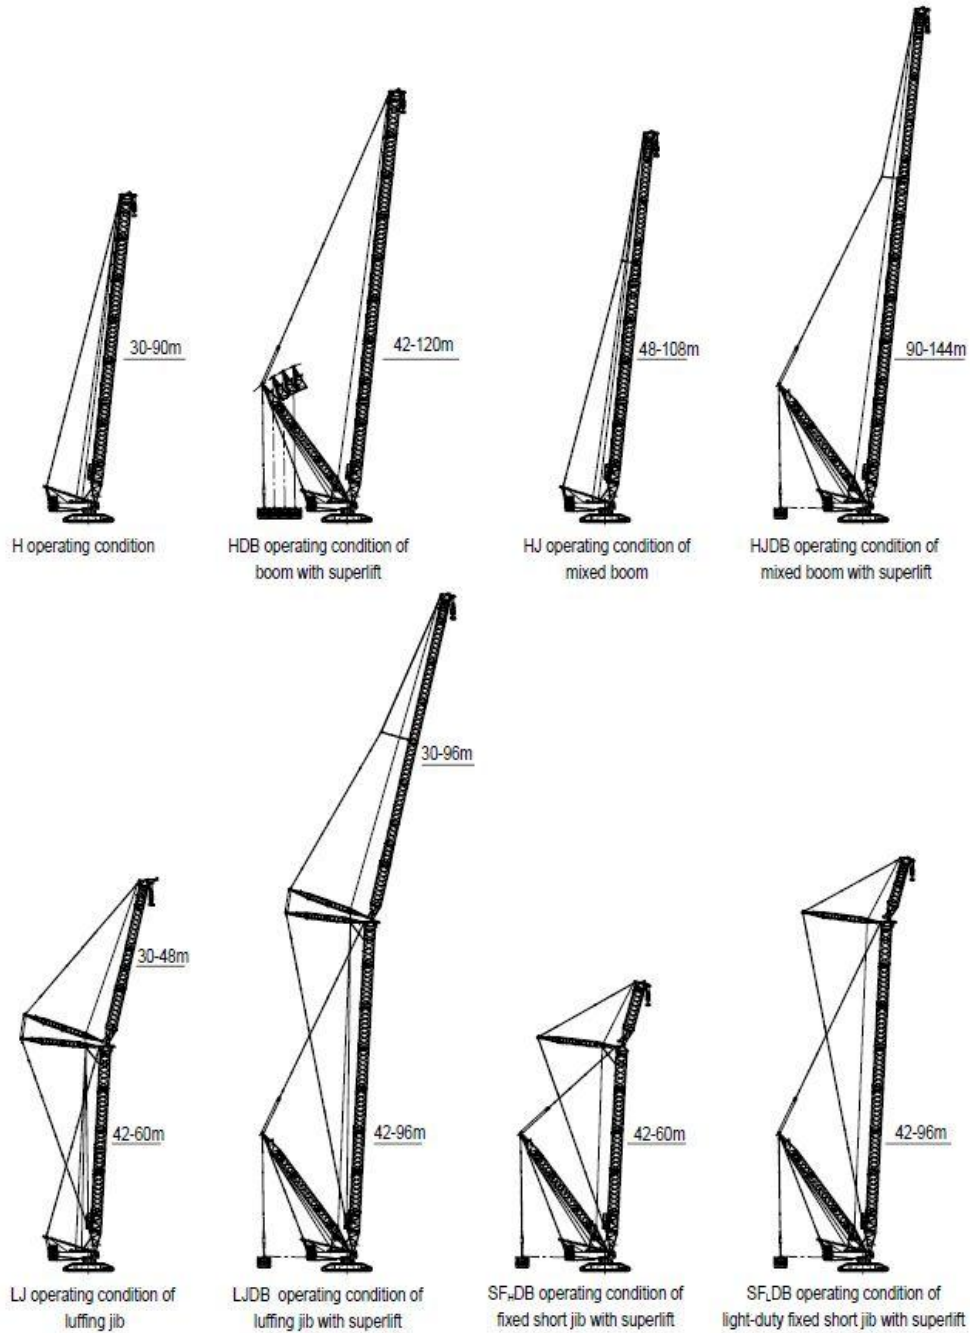 30-90m
42-120m
48-108m
90-144m
H operating condition
HDB operating condition of
boom with superlift
HJ operating condition of
mixed boom
HJDB operating condition of
mixed boom with superlift
30-48m
42-60m
30-96m
42-96m
42-60m
42-96m
LJ operating condition of
luffing jib
LJDB operating condition of
luffing jib with superlift
SFHDB operating condition of
fixed short jib with superlift
SFLDB operating condition of
light-duty fixed short jib with superlift